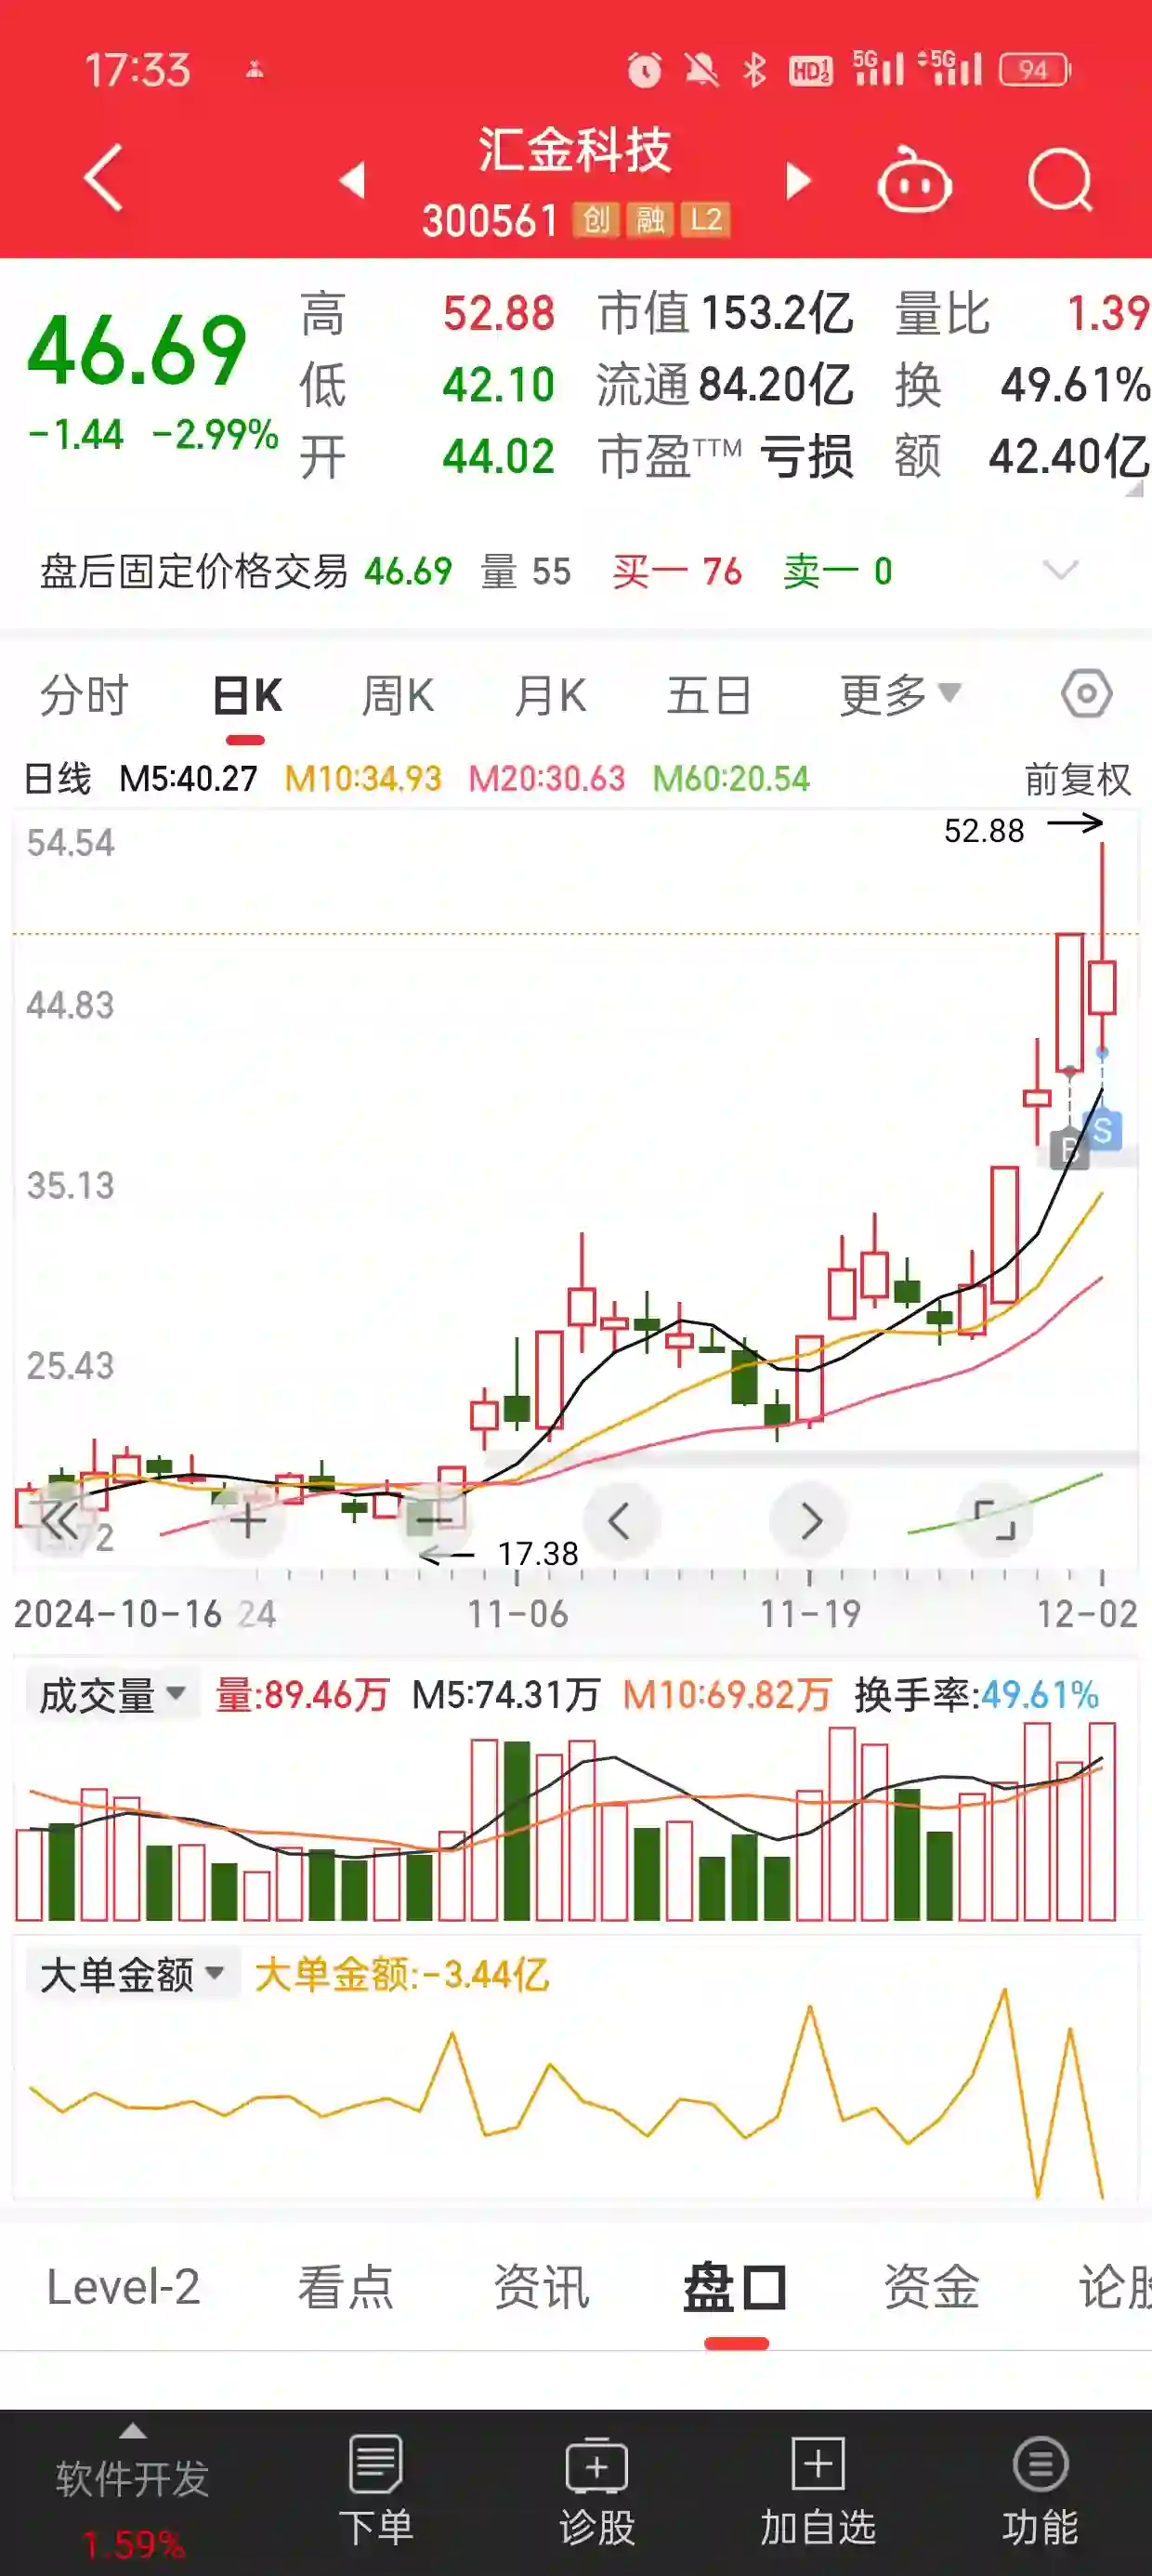 17:33 HD 1 2 5G 5G 94
汇金科技
300561 创 融 L2
46.69 高 52.88 市值 153.2亿 量比 1.39
低 42.10 流通 84.20亿 换 49.61%
-1.44 -2.99% 开 44.02 市盈TTM 亏损 额 42.40亿
盘后固定价格交易 46.69 量 55 买一 76 卖一 0
分时 日K 周K 月K 五日 更多
日线 M5:40.27 M10:34.93 M20:30.63 M60:20.54 前复权
54.54
52.88
44.83
B S
35.13
25.43
72
17.38
2024-10-16 24 11-06 11-19 12-02
成交量 量:89.46万 M5:74.31万 M10:69.82万 换手率:49.61%
大单金额 大单金额:-3.44亿
Level-2 看点 资讯 盘口 资金 论股
软件开发
1.59%
下单 诊股 加自选 功能